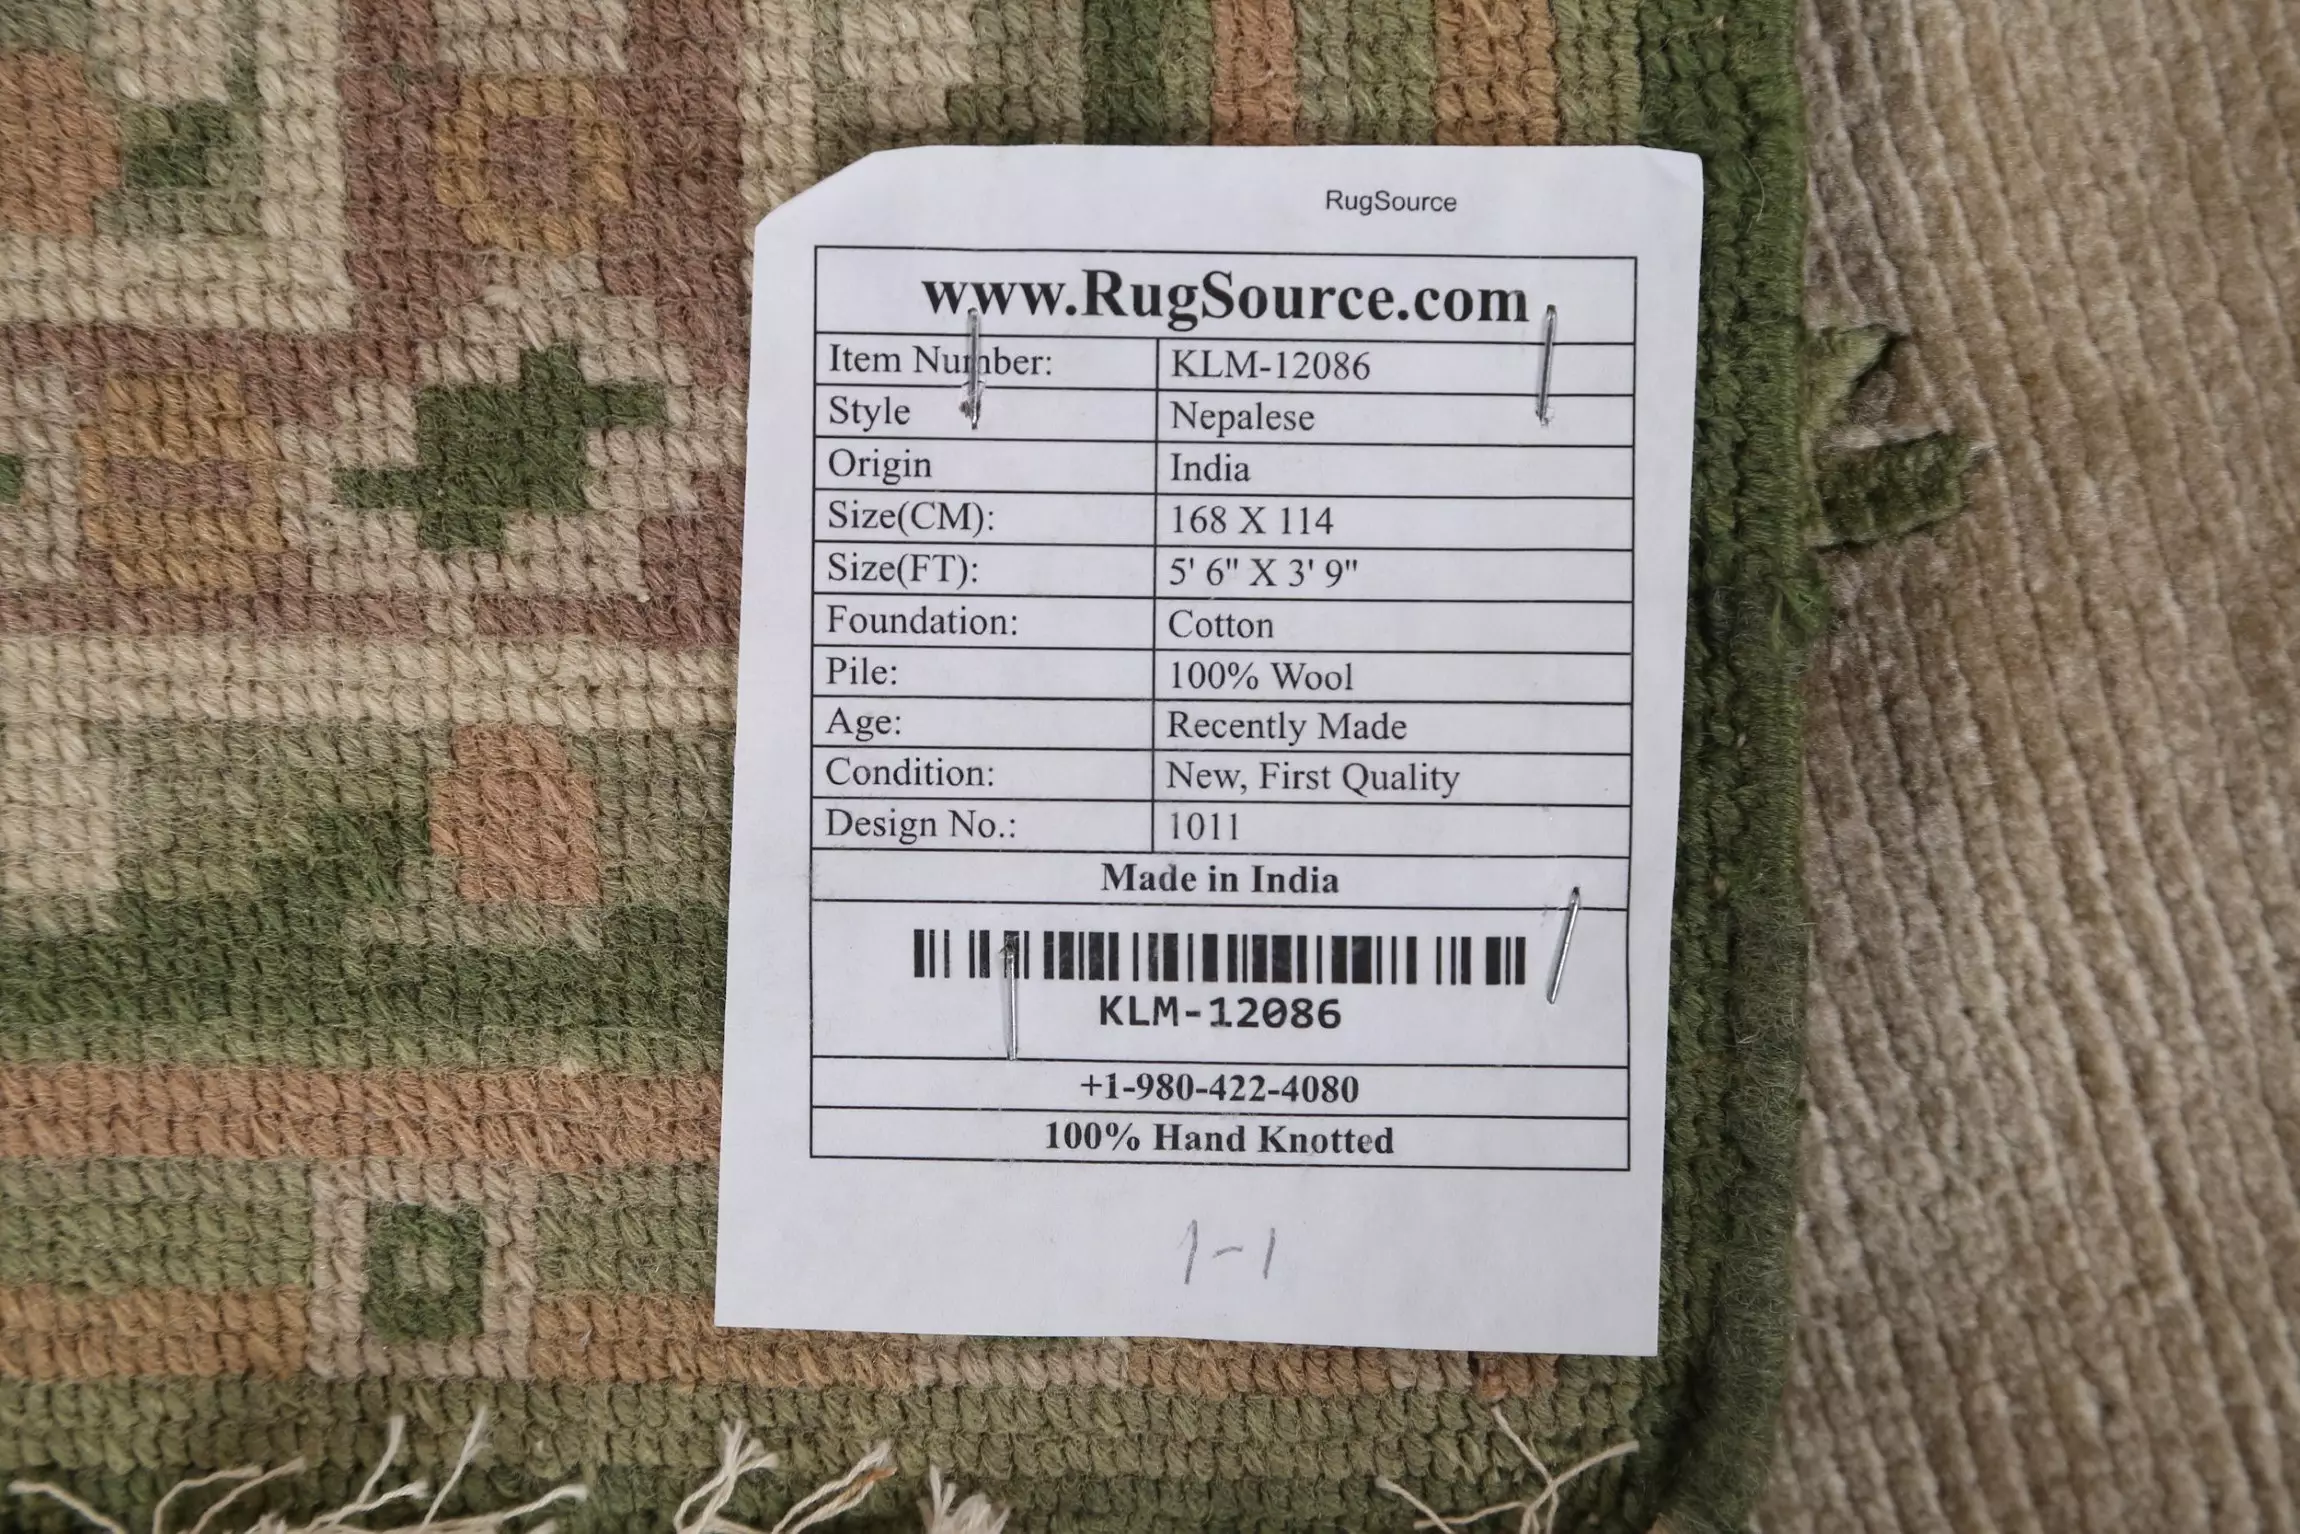 RugSource
www.RugSource.com
Item Number: KLM-12086
Style Nepalese
Origin India
Size(CM): 168 X 114
Size(FT): 5' 6" X 3' 9"
Foundation: Cotton
Pile: 100% Wool
Age: Recently Made
Condition: New, First Quality
Design No.: 1011
Made in India
KLM-12086
+1-980-422-4080
100% Hand Knotted
1-1